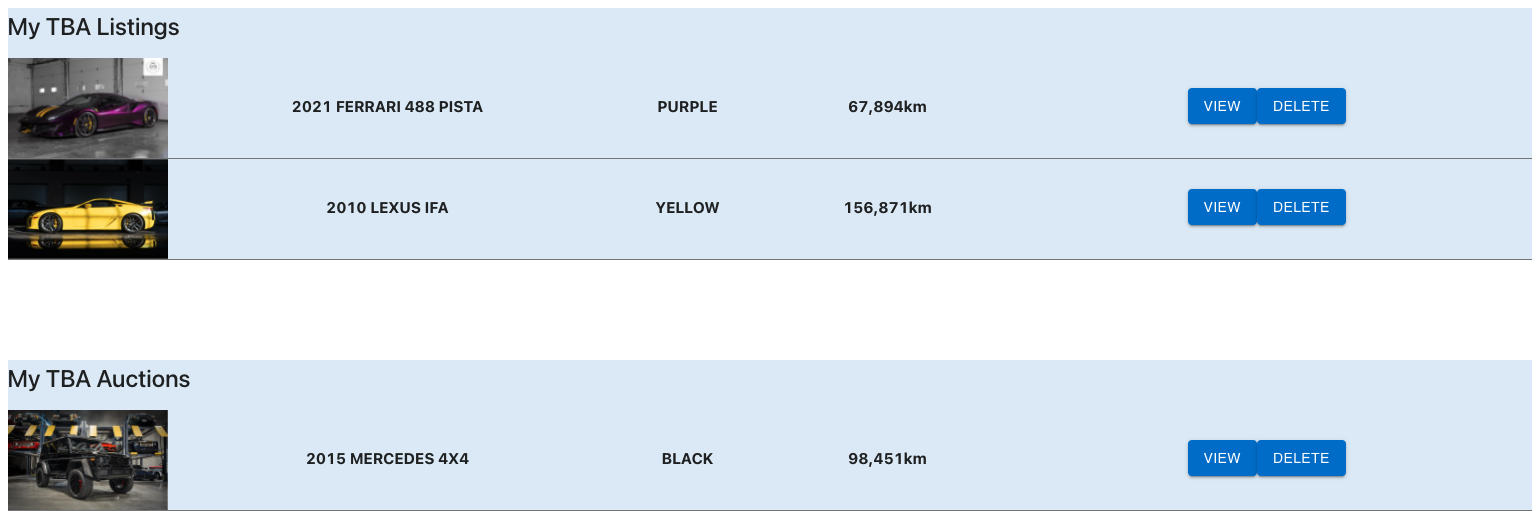 My TBA Listings
2021 FERRARI 488 PISTA PURPLE 67,894km VIEW DELETE
2010 LEXUS IFA YELLOW 156,871km VIEW DELETE
My TBA Auctions
2015 MERCEDES 4X4 BLACK 98,451km VIEW DELETE